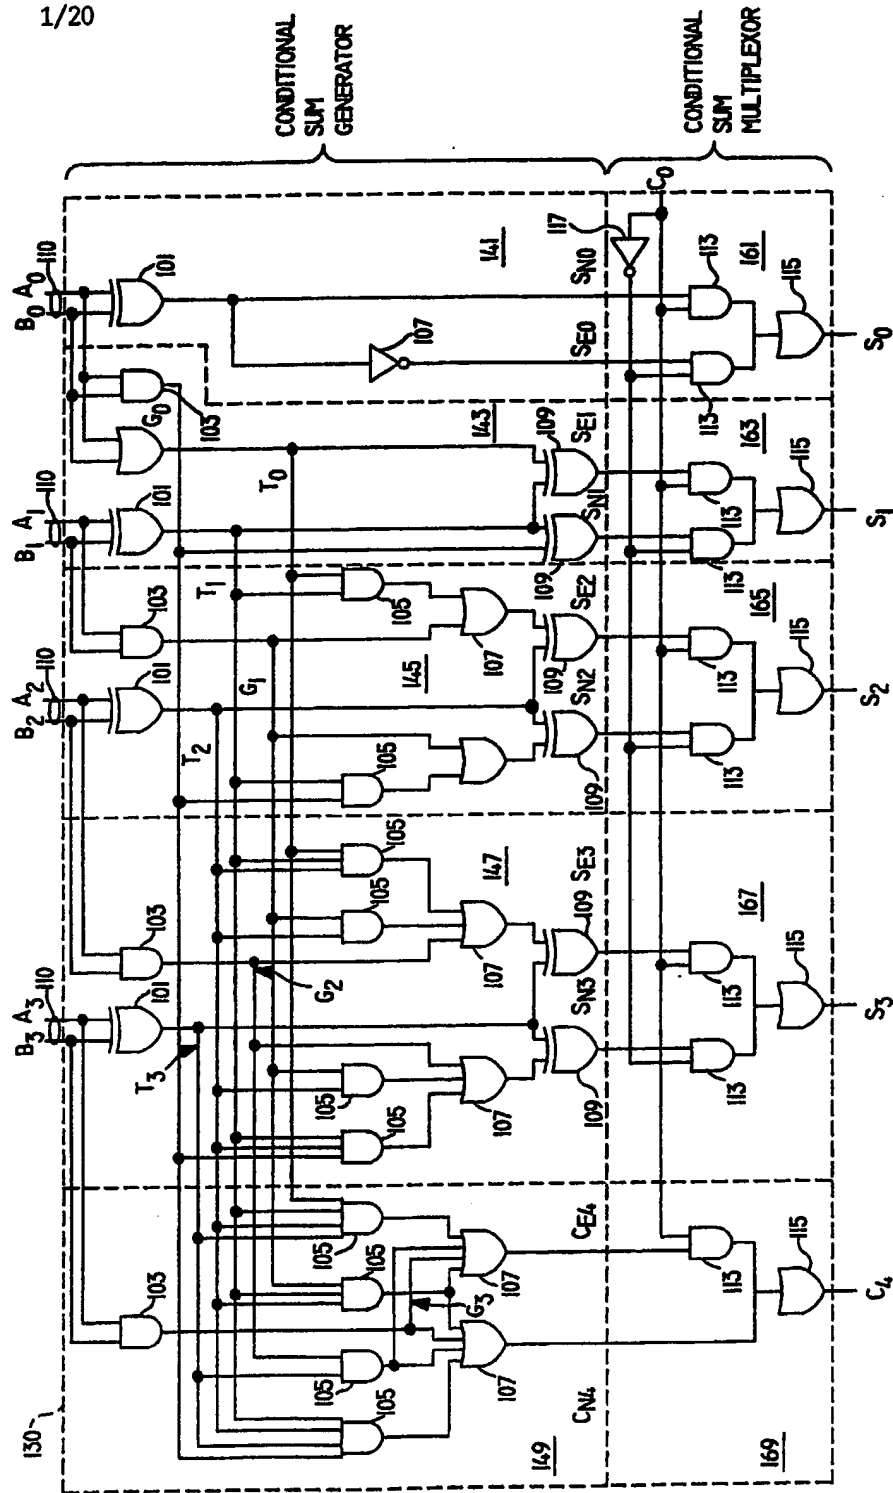 1/20
CONDITIONAL
SUM
GENERATOR
CONDITIONAL
SUM
MULTIPLEXOR
130
B3 A3 110
B2 A2 110
B1 A1 110
B0 A0 110
103
101
103
101
103
101
G0
103
101
T3
G2
T2
G1
T1
T0
107
141
143
105
105
145
107
105
105
147
107
105
105
107
105
105
105
105
G3
107
107
149
CN4
CE4
109
SN3
109
SE3
109
SN2
109
SE2
109
SN1
109
SE1
SE0
SN0
117
C0
113
113
113
113
113
113
113
113
113
169
167
165
163
161
115
115
115
115
115
C4
S3
S2
S1
S0